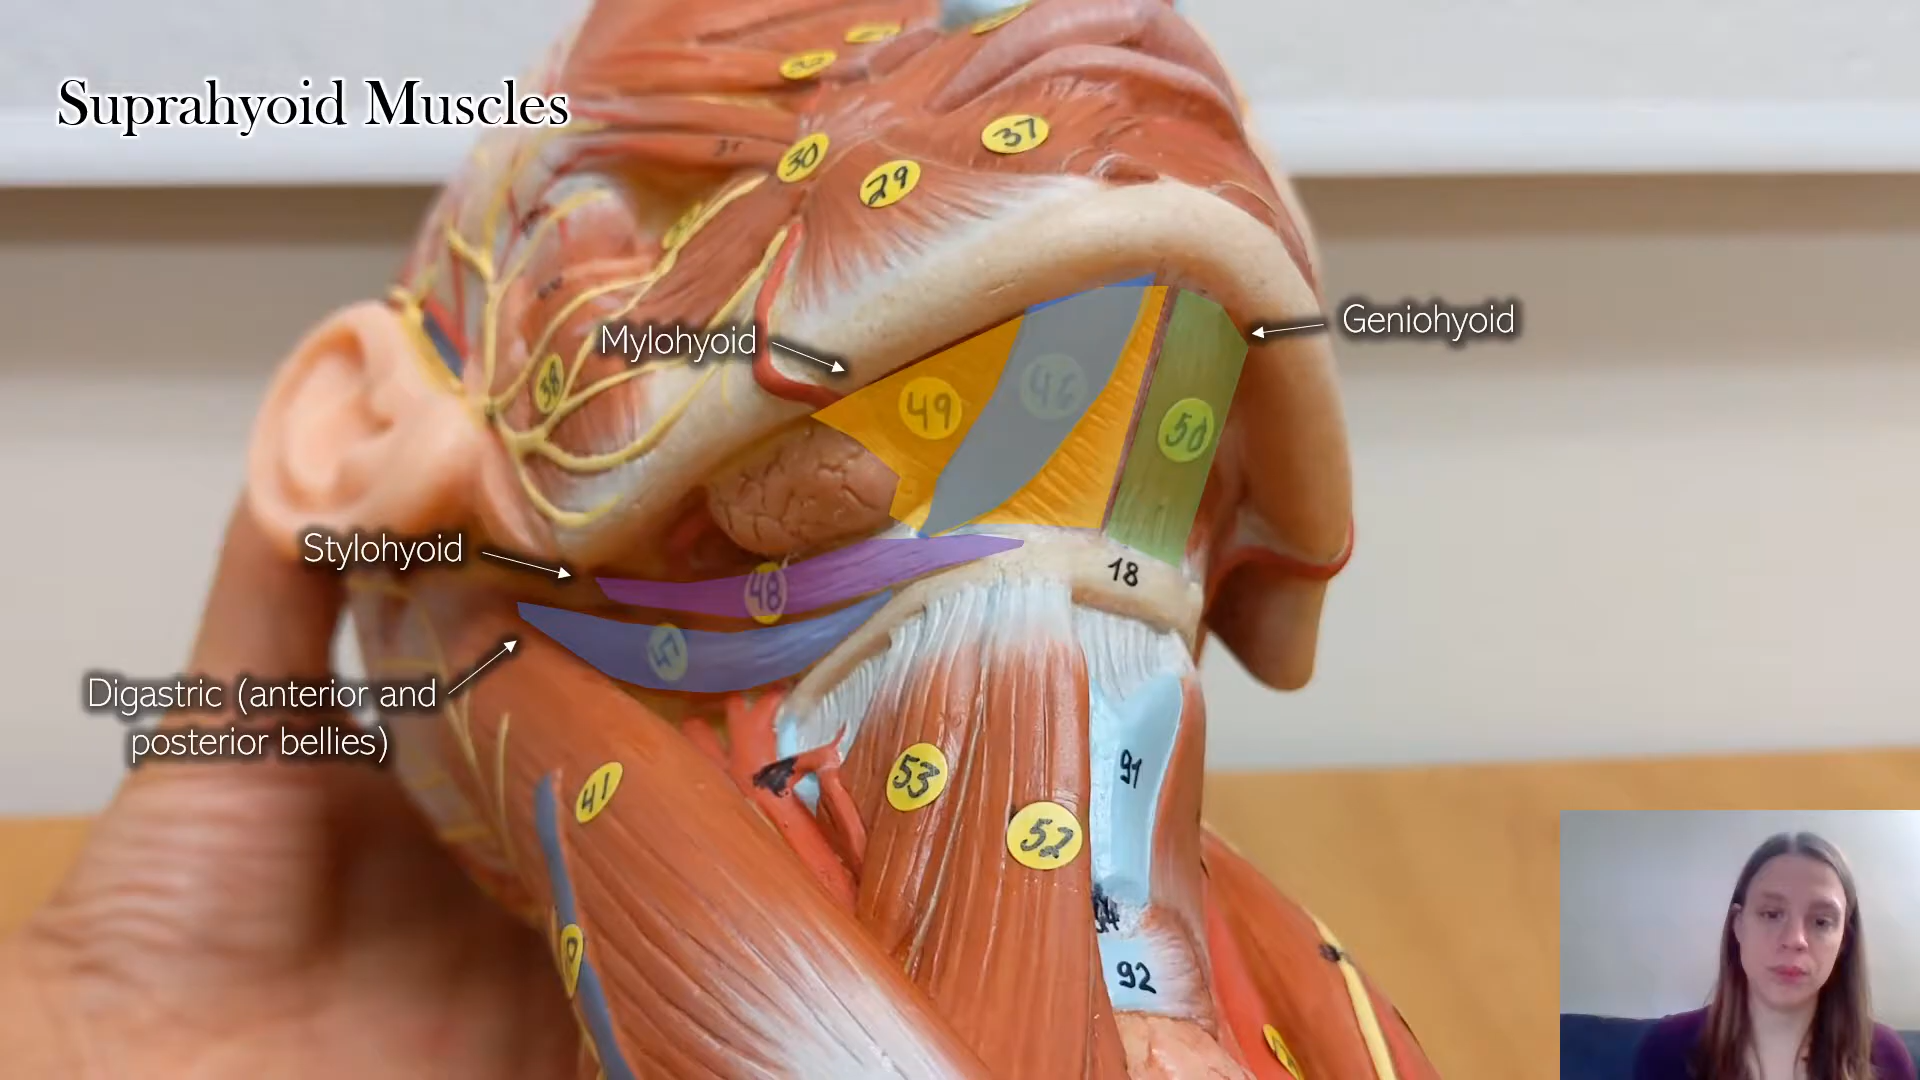 Suprahyoid Muscles
37
30
29
Geniohyoid
Mylohyoid
38
49
46
50
Stylohyoid
18
48
47
Digastric (anterior and
posterior bellies)
91
53
41
52
92